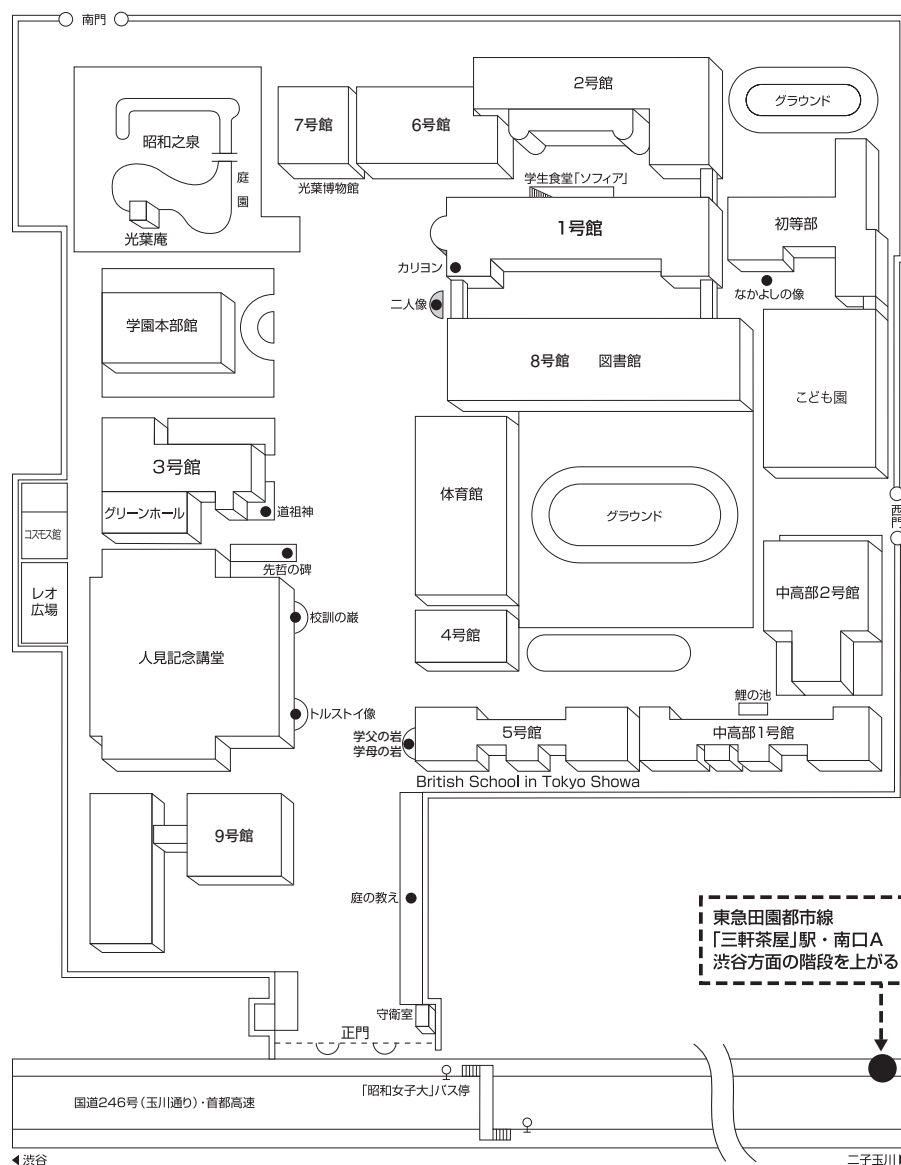 南門
2号館
グラウンド
7号館
6号館
昭和之泉
庭園
光葉博物館
学生食堂「ソフィア」
1号館
初等部
光葉庵
カリヨン
なかよしの像
二人像
学園本部館
8号館 図書館
こども園
3号館
体育館
グラウンド
グリーンホール
道祖神
西門
コスモス館
先哲の碑
中高部2号館
レオ
広場
校訓の巌
4号館
人見記念講堂
鯉の池
トルストイ像
学父の岩
学母の岩
5号館
中高部1号館
British School in Tokyo Showa
9号館
庭の教え
東急田園都市線
「三軒茶屋」駅・南口A
渋谷方面の階段を上がる
守衛室
正門
「昭和女子大」バス停
国道246号(玉川通り)・首都高速
◀渋谷
二子玉川▶